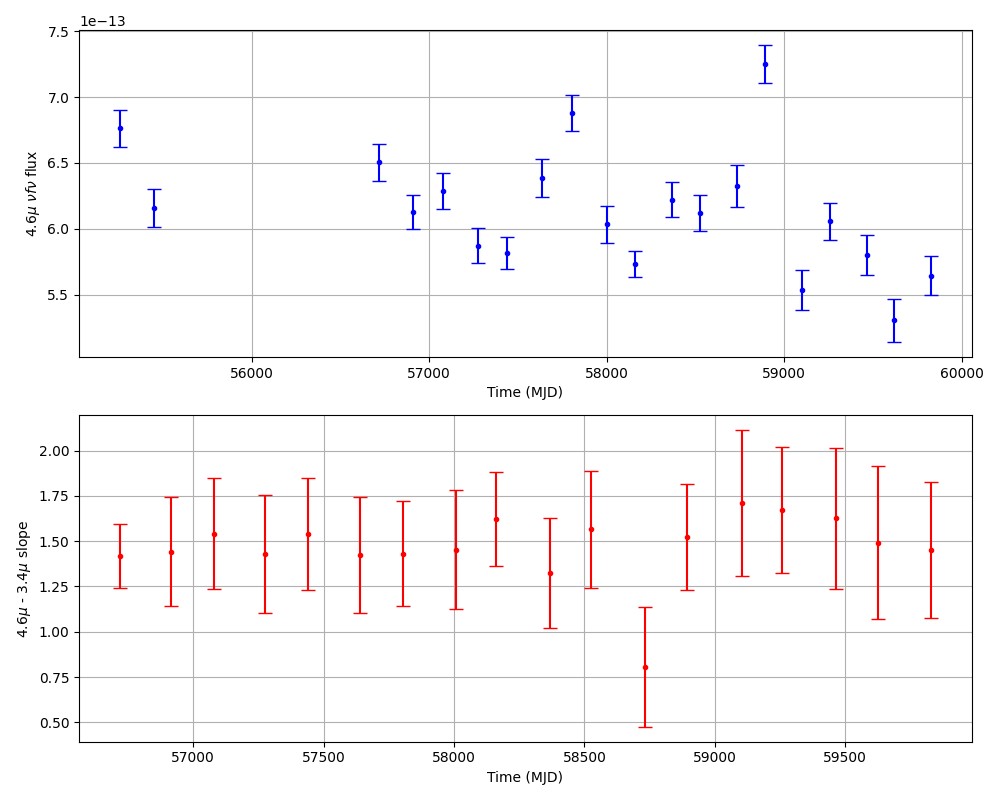 1e−13
7.5
7.0
6.5
6.0
5.5
4.6μ νfν flux
56000 57000 58000 59000 60000
Time (MJD)
2.00
1.75
1.50
1.25
1.00
0.75
0.50
4.6μ - 3.4μ slope
57000 57500 58000 58500 59000 59500
Time (MJD)